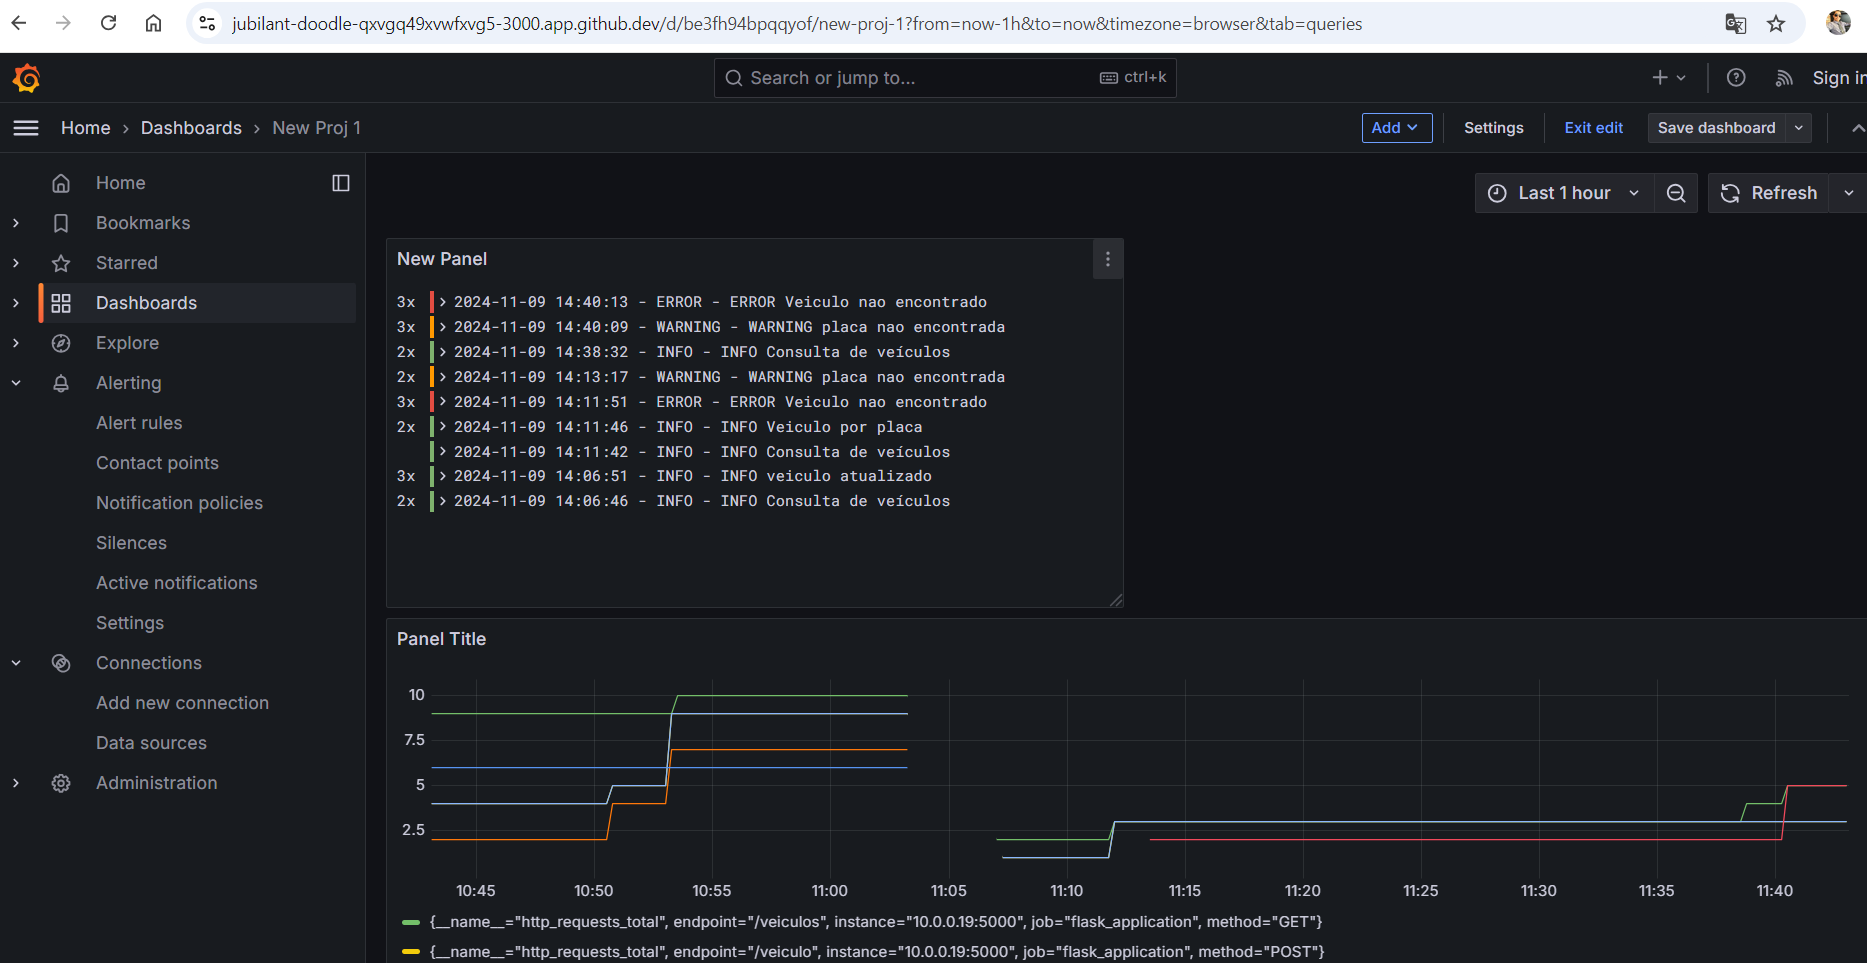 jubilant-doodle-qxvgq49xvwfxvg5-3000.app.github.dev/d/be3fh94bpqqyof/new-proj-1?from=now-1h&to=now&timezone=browser&tab=queries
Search or jump to... ctrl+k
Sign in
Home › Dashboards › New Proj 1
Add
Settings
Exit edit
Save dashboard
Home
Bookmarks
Starred
Dashboards
Explore
Alerting
Alert rules
Contact points
Notification policies
Silences
Active notifications
Settings
Connections
Add new connection
Data sources
Administration
Last 1 hour
Refresh
New Panel
3x > 2024-11-09 14:40:13 - ERROR - ERROR Veiculo nao encontrado
3x > 2024-11-09 14:40:09 - WARNING - WARNING placa nao encontrada
2x > 2024-11-09 14:38:32 - INFO - INFO Consulta de veículos
2x > 2024-11-09 14:13:17 - WARNING - WARNING placa nao encontrada
3x > 2024-11-09 14:11:51 - ERROR - ERROR Veiculo nao encontrado
2x > 2024-11-09 14:11:46 - INFO - INFO Veiculo por placa
> 2024-11-09 14:11:42 - INFO - INFO Consulta de veículos
3x > 2024-11-09 14:06:51 - INFO - INFO veiculo atualizado
2x > 2024-11-09 14:06:46 - INFO - INFO Consulta de veículos
Panel Title
10
7.5
5
2.5
10:45 10:50 10:55 11:00 11:05 11:10 11:15 11:20 11:25 11:30 11:35 11:40
{__name__="http_requests_total", endpoint="/veiculos", instance="10.0.0.19:5000", job="flask_application", method="GET"}
{__name__="http_requests_total", endpoint="/veiculo", instance="10.0.0.19:5000", job="flask_application", method="POST"}